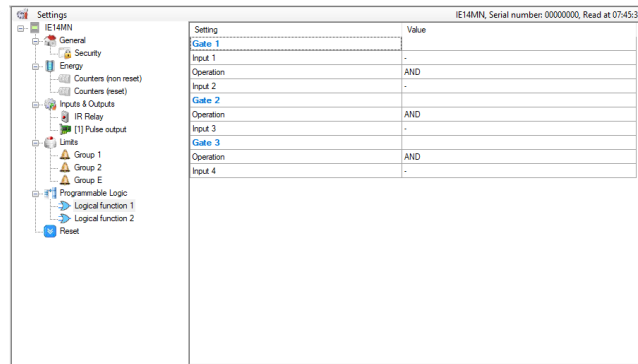 Settings
IE14MN, Serial number: 00000000, Read at 07:45:3
IE14MN
General
Security
Energy
Counters (non reset)
Counters (reset)
Inputs & Outputs
IR Relay
[1] Pulse output
Limits
Group 1
Group 2
Group E
Programmable Logic
Logical function 1
Logical function 2
Reset
Setting Value
Gate 1
Input 1 -
Operation AND
Input 2 -
Gate 2
Operation AND
Input 3 -
Gate 3
Operation AND
Input 4 -